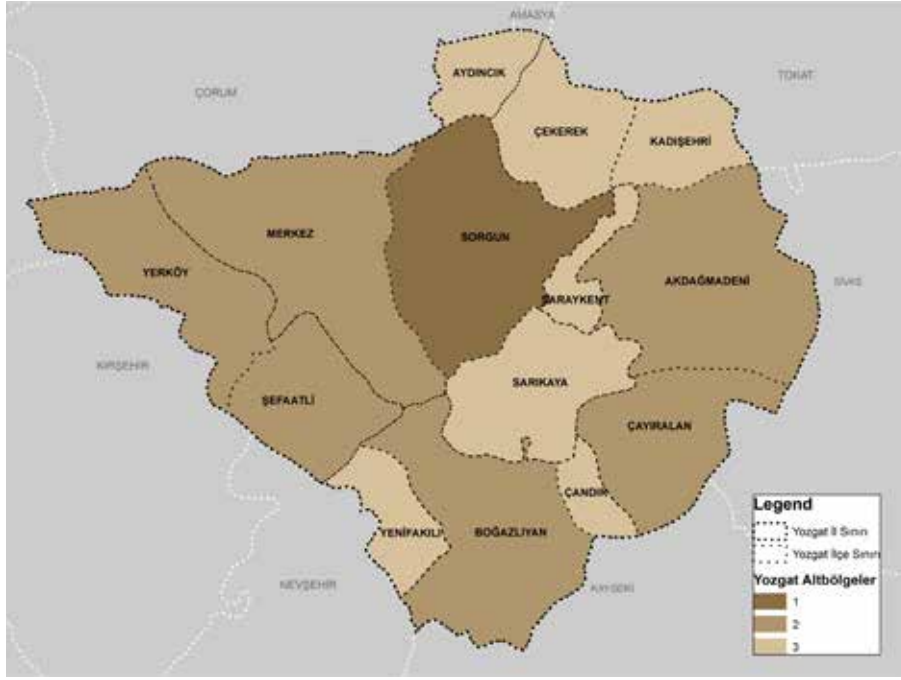 AMASYA
TOKAT
ÇORUM
AYDINCIK
ÇEKEREK
KADIŞEHRİ
MERKEZ
SORGUN
YERKÖY
AKDAĞMADENİ
SİVAS
SARAYKENT
KIRŞEHİR
SARIKAYA
ŞEFAATLİ
ÇAYIRALAN
ÇANDIR
YENİFAKILI
BOĞAZLIYAN
NEVŞEHİR
KAYSERİ
Legend
Yozgat İl Sınırı
Yozgat İlçe Sınırı
Yozgat Altbölgeler
1
2
3